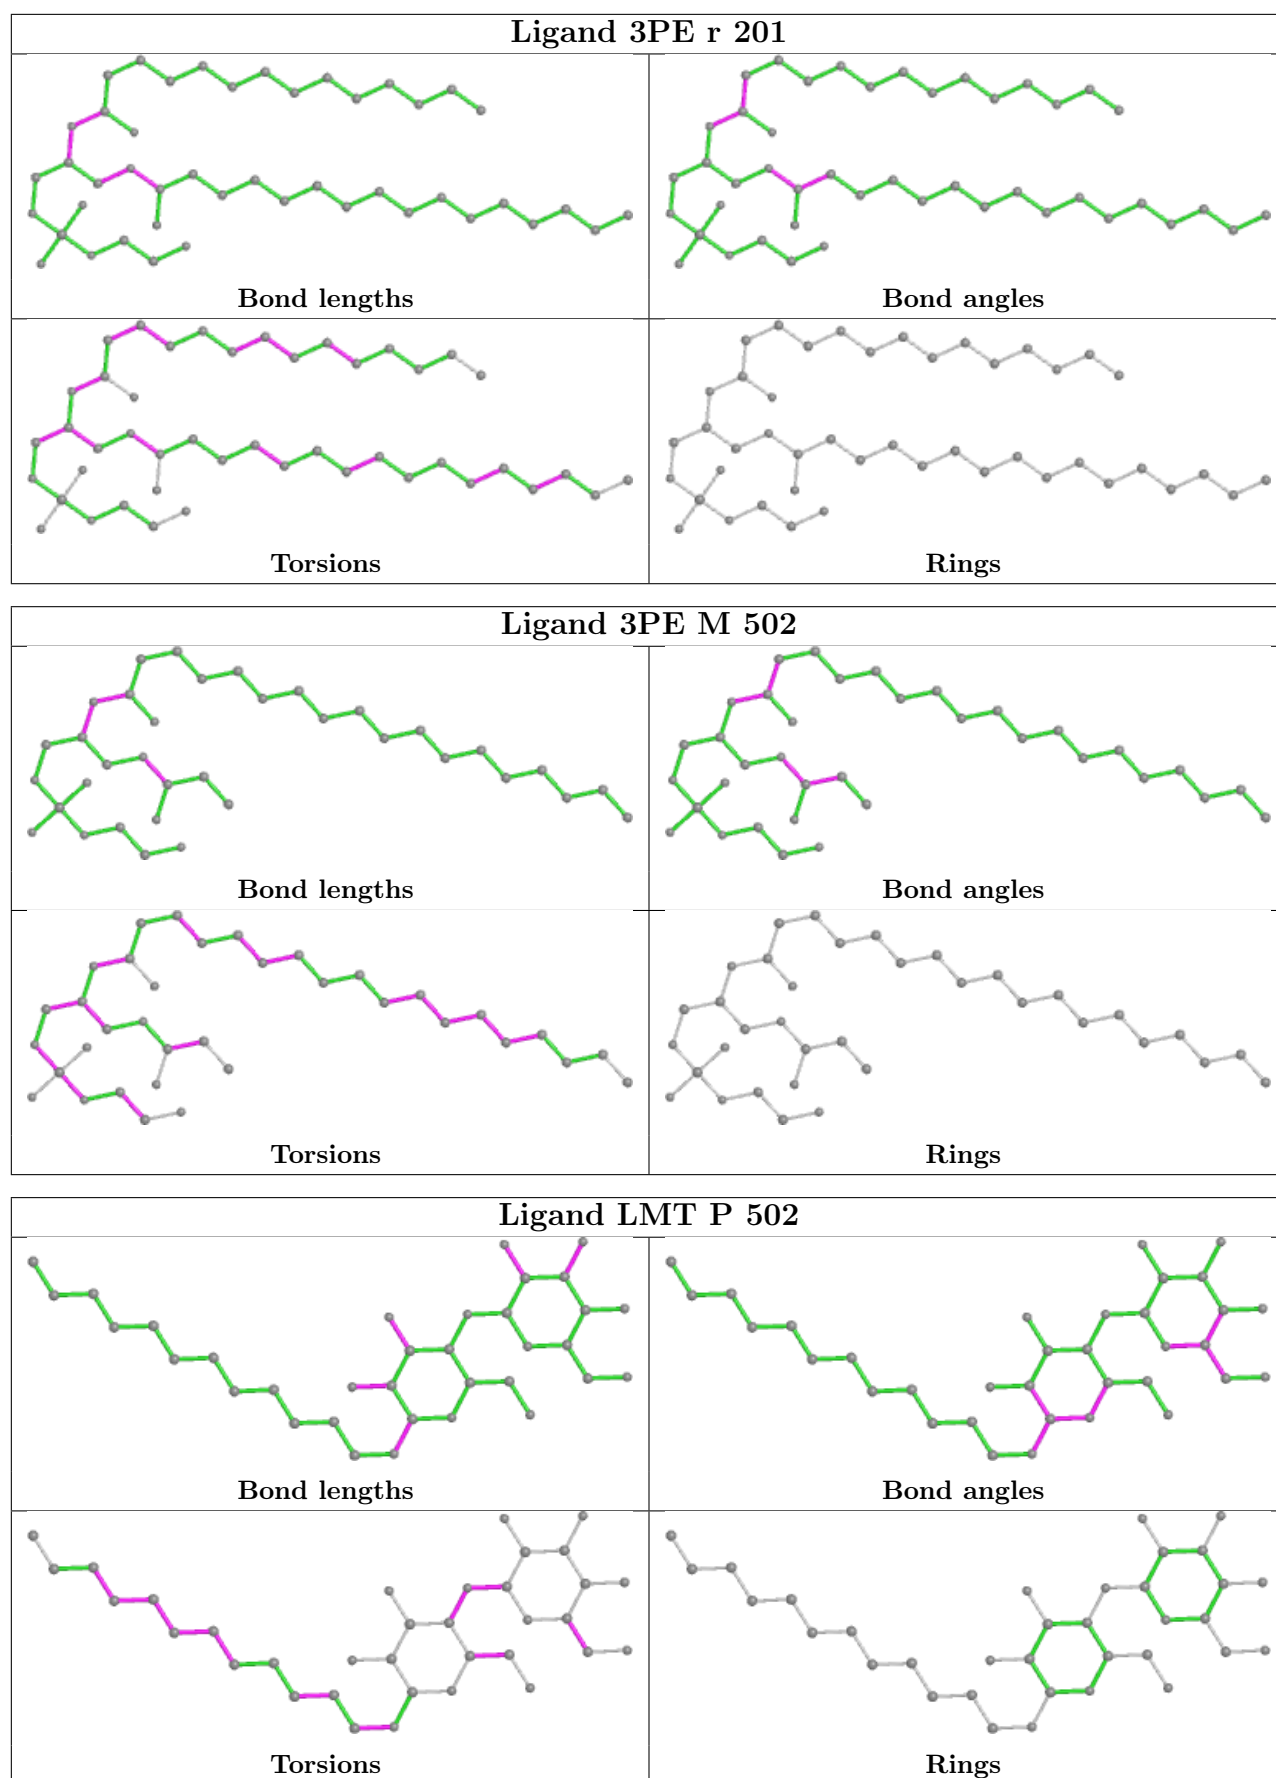 Ligand 3PE r 201
Bond lengths
Bond angles
Torsions
Rings
Ligand 3PE M 502
Bond lengths
Bond angles
Torsions
Rings
Ligand LMT P 502
Bond lengths
Bond angles
Torsions
Rings